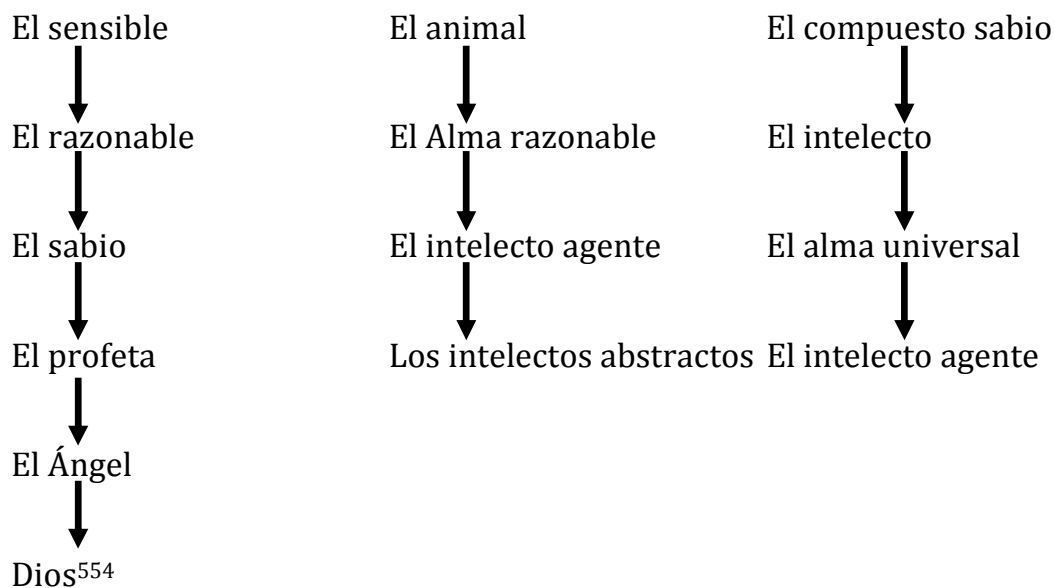 El sensible El animal El compuesto sabio
El razonable El Alma razonable El intelecto
El sabio El intelecto agente El alma universal
El profeta Los intelectos abstractos El intelecto agente
El Ángel
Dios554